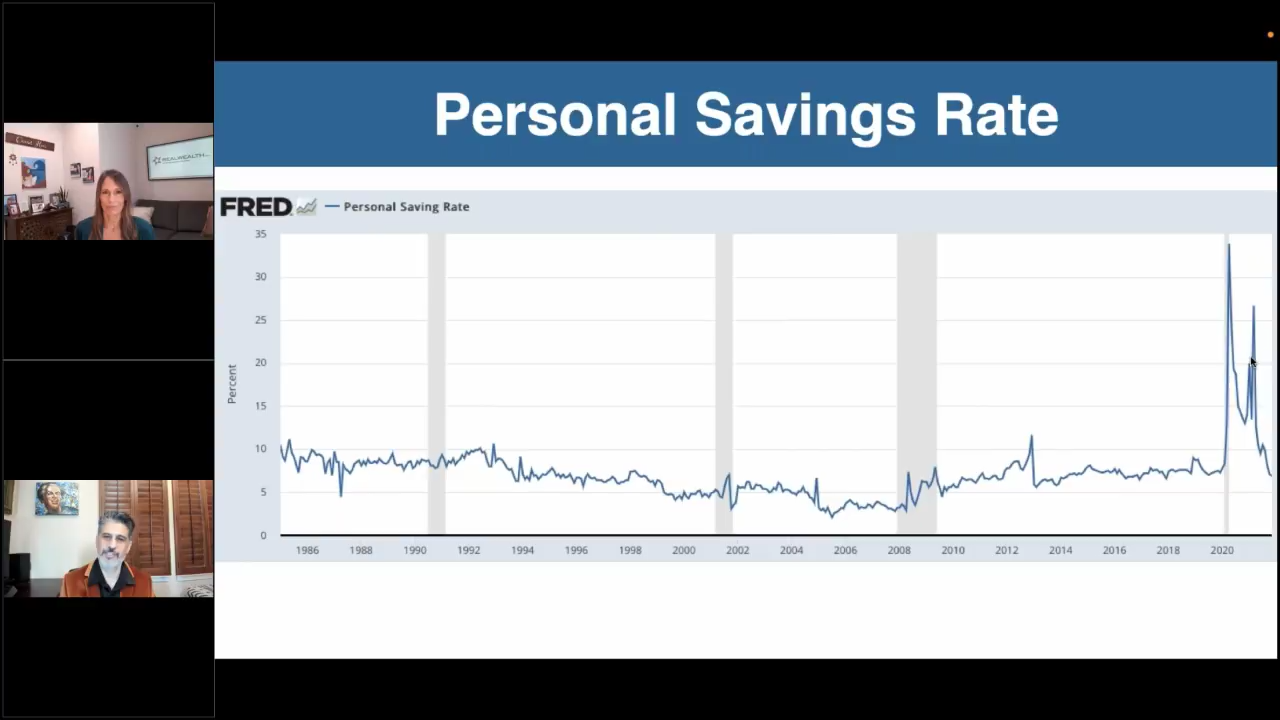 Personal Savings Rate
FRED
Personal Saving Rate
35
30
25
20
15
10
5
0
Percent
1986 1988 1990 1992 1994 1996 1998 2000 2002 2004 2006 2008 2010 2012 2014 2016 2018 2020
REALWEALTH